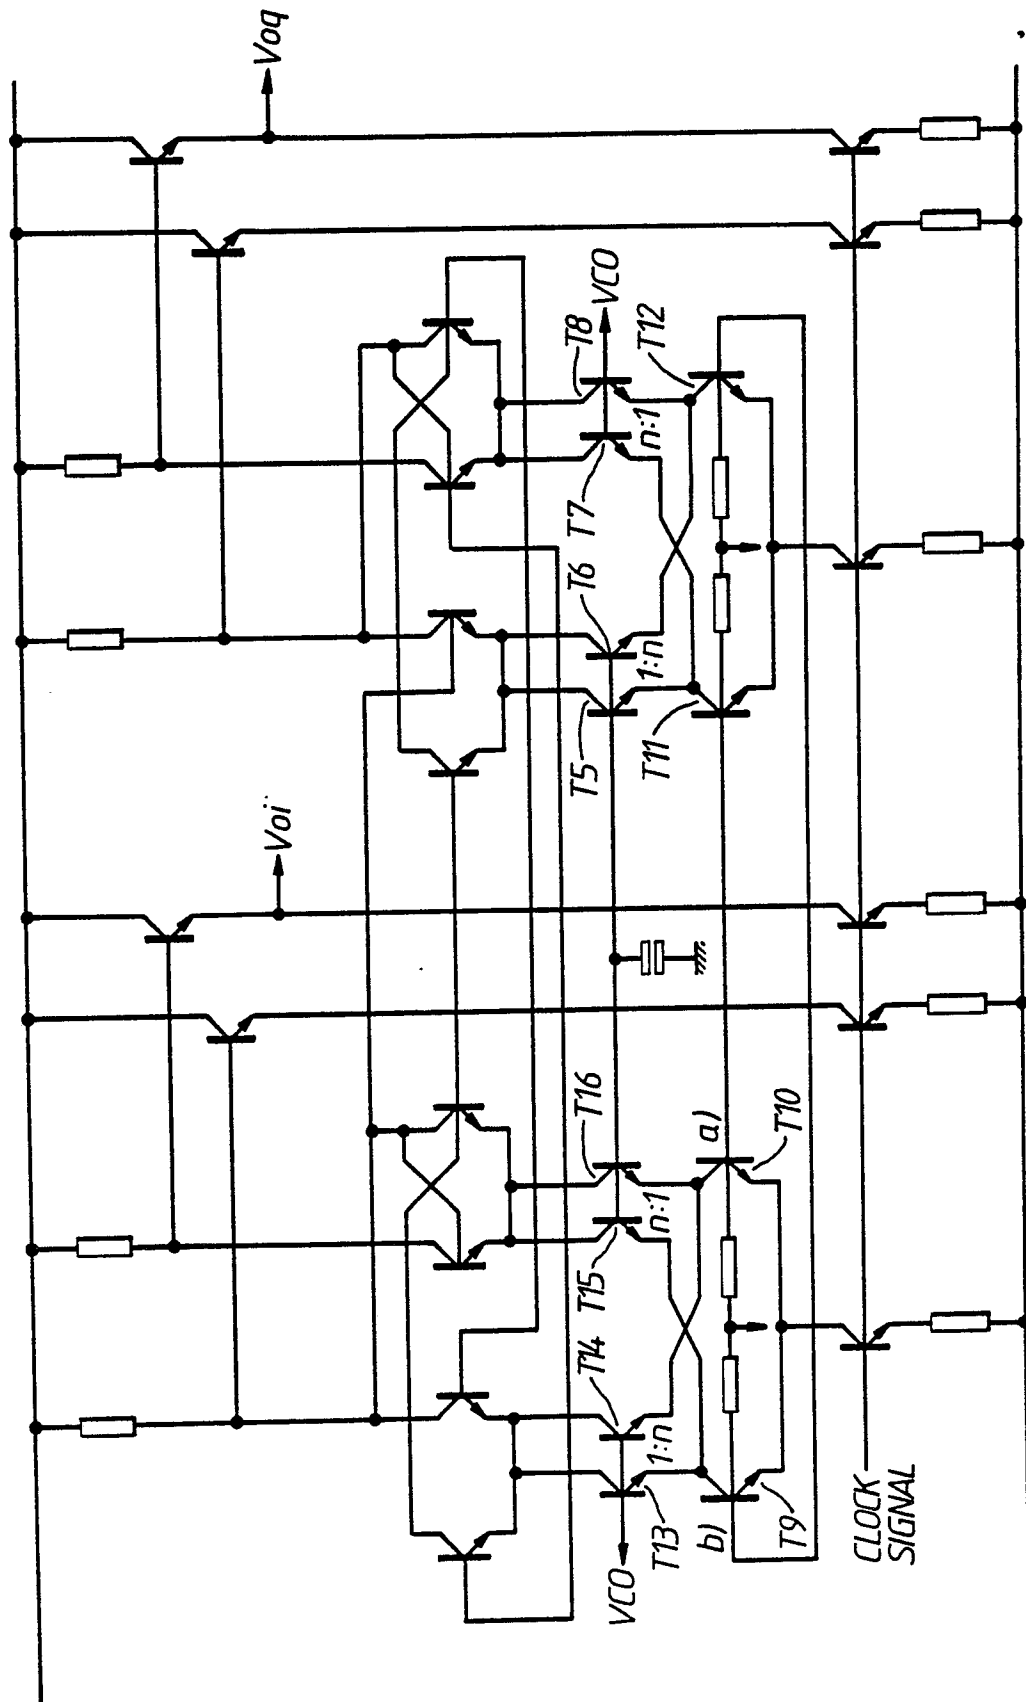 VCO
T13
T14
1:n
T15
T16
n:1
b)
T9
a)
T10
CLOCK
SIGNAL
Voi
T5
T6
1:n
T7
T8
n:1
VCO
T11
T12
Voq